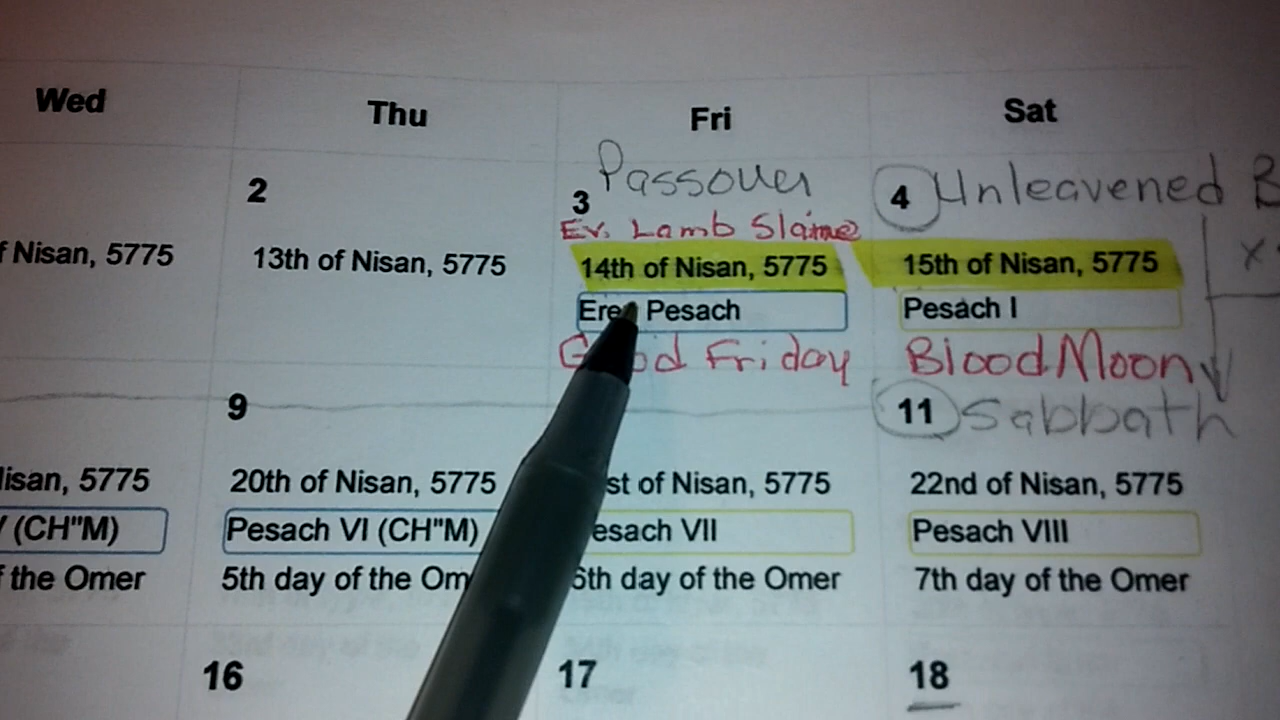 Wed Thu Fri Sat
2 3 Passover 4 Unleavened B
Ev. Lamb Slaine
f Nisan, 5775 13th of Nisan, 5775 14th of Nisan, 5775 15th of Nisan, 5775 x
Pesach Pesach I
Friday Blood Moon
9 11 Sabbath
isan, 5775 20th of Nisan, 5775 st of Nisan, 5775 22nd of Nisan, 5775
(CH"M) Pesach VI (CH"M) esach VII Pesach VIII
f the Omer 5th day of the Om 6th day of the Omer 7th day of the Omer
16 17 18